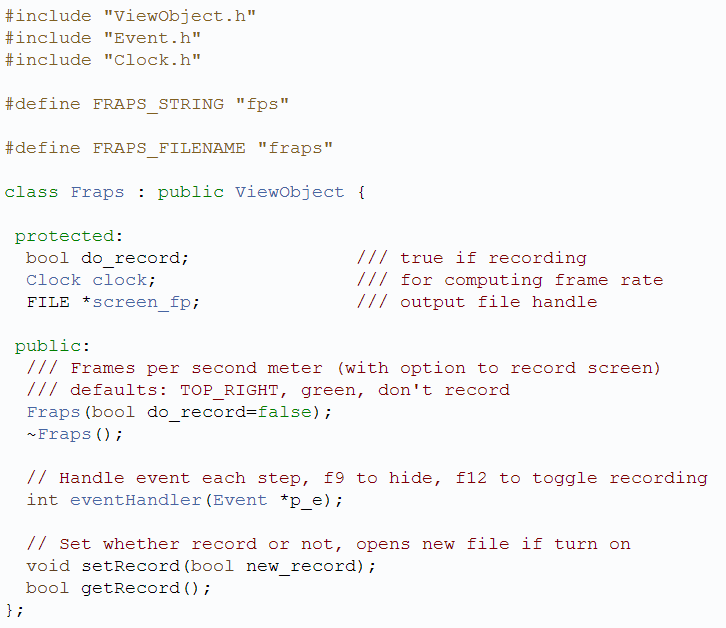 #include "ViewObject.h"
#include "Event.h"
#include "Clock.h"

#define FRAPS_STRING "fps"

#define FRAPS_FILENAME "fraps"

class Fraps : public ViewObject {

 protected:
  bool do_record;               /// true if recording
  Clock clock;                  /// for computing frame rate
  FILE *screen_fp;              /// output file handle

 public:
  /// Frames per second meter (with option to record screen)
  /// defaults: TOP_RIGHT, green, don't record
  Fraps(bool do_record=false);
  ~Fraps();

  // Handle event each step, f9 to hide, f12 to toggle recording
  int eventHandler(Event *p_e);

  // Set whether record or not, opens new file if turn on
  void setRecord(bool new_record);
  bool getRecord();
};